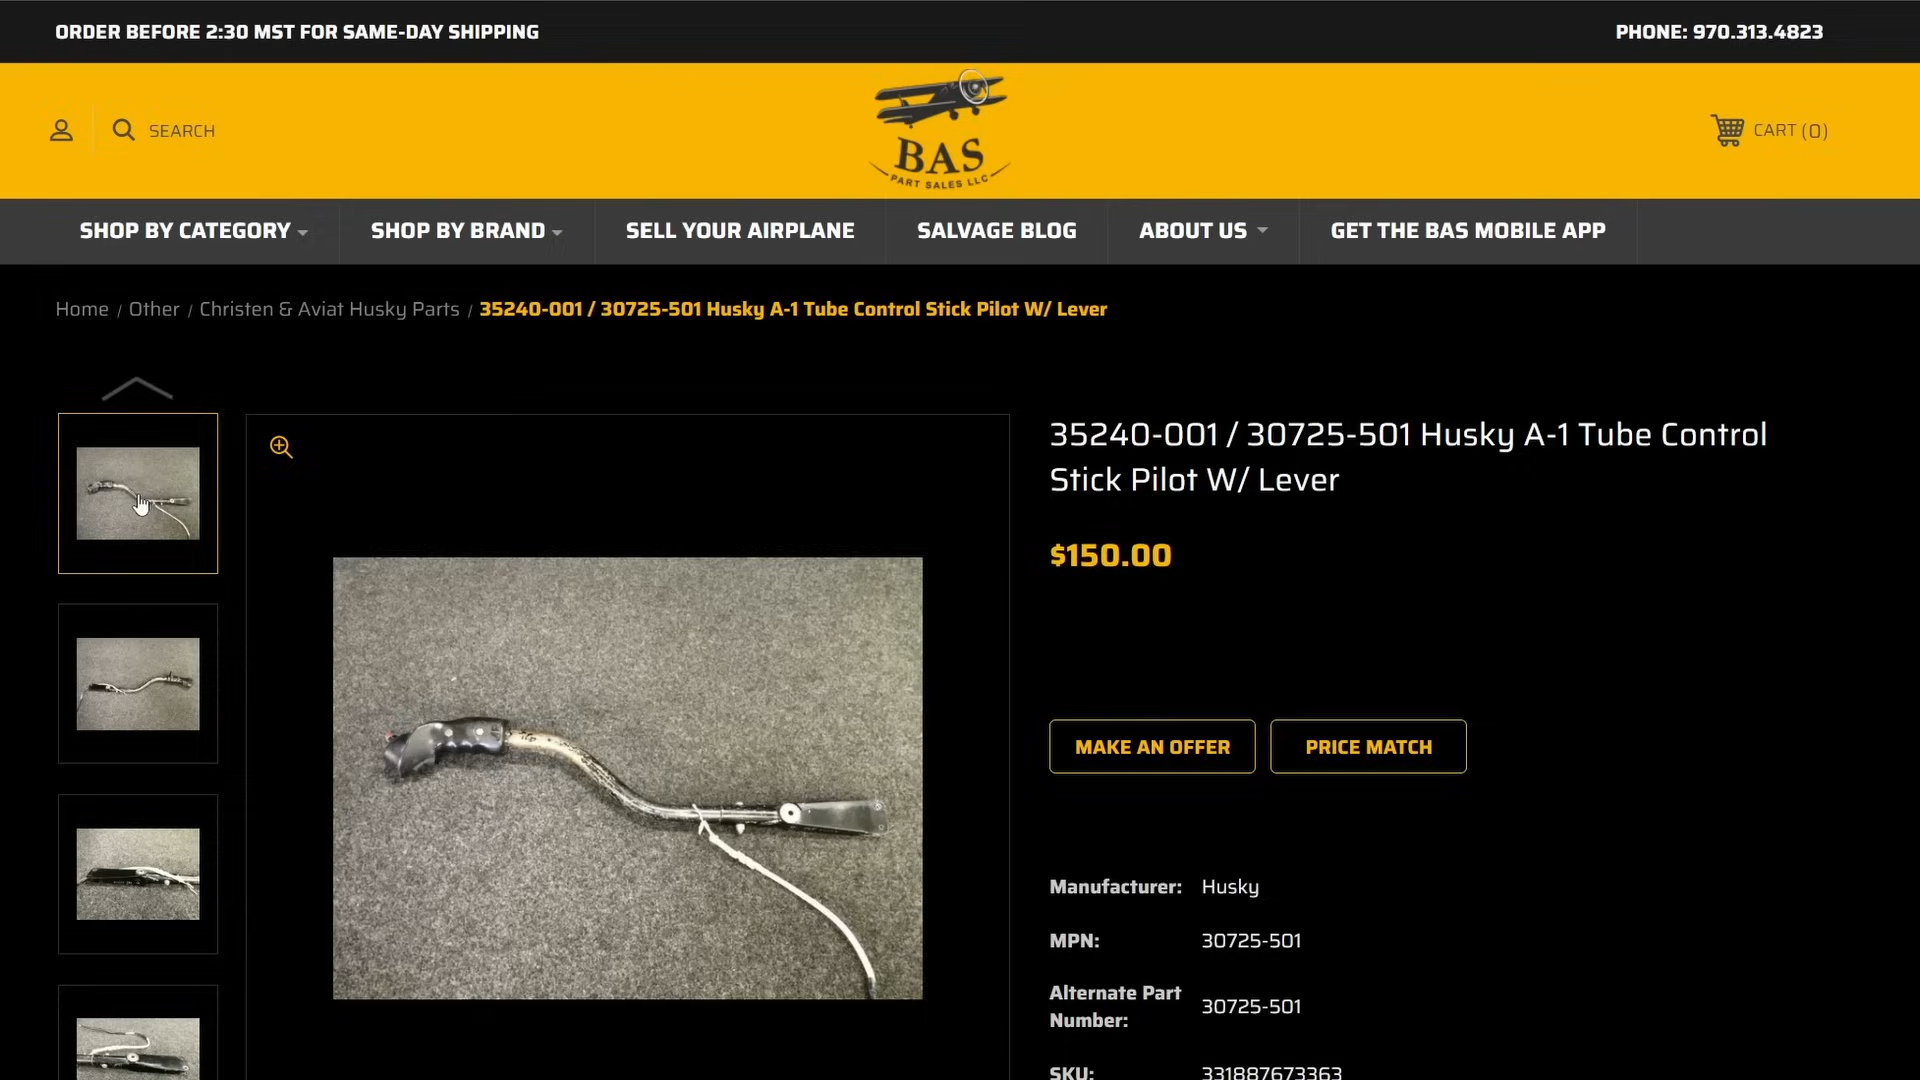 ORDER BEFORE 2:30 MST FOR SAME-DAY SHIPPING
PHONE: 970.313.4823
SEARCH
BAS
PART SALES LLC
CART (0)
SHOP BY CATEGORY
SHOP BY BRAND
SELL YOUR AIRPLANE
SALVAGE BLOG
ABOUT US
GET THE BAS MOBILE APP
Home / Other / Christen & Aviat Husky Parts / 35240-001 / 30725-501 Husky A-1 Tube Control Stick Pilot W/ Lever
35240-001 / 30725-501 Husky A-1 Tube Control
Stick Pilot W/ Lever
$150.00
MAKE AN OFFER
PRICE MATCH
Manufacturer: Husky
MPN: 30725-501
Alternate Part
Number: 30725-501
SKU: 331887673363